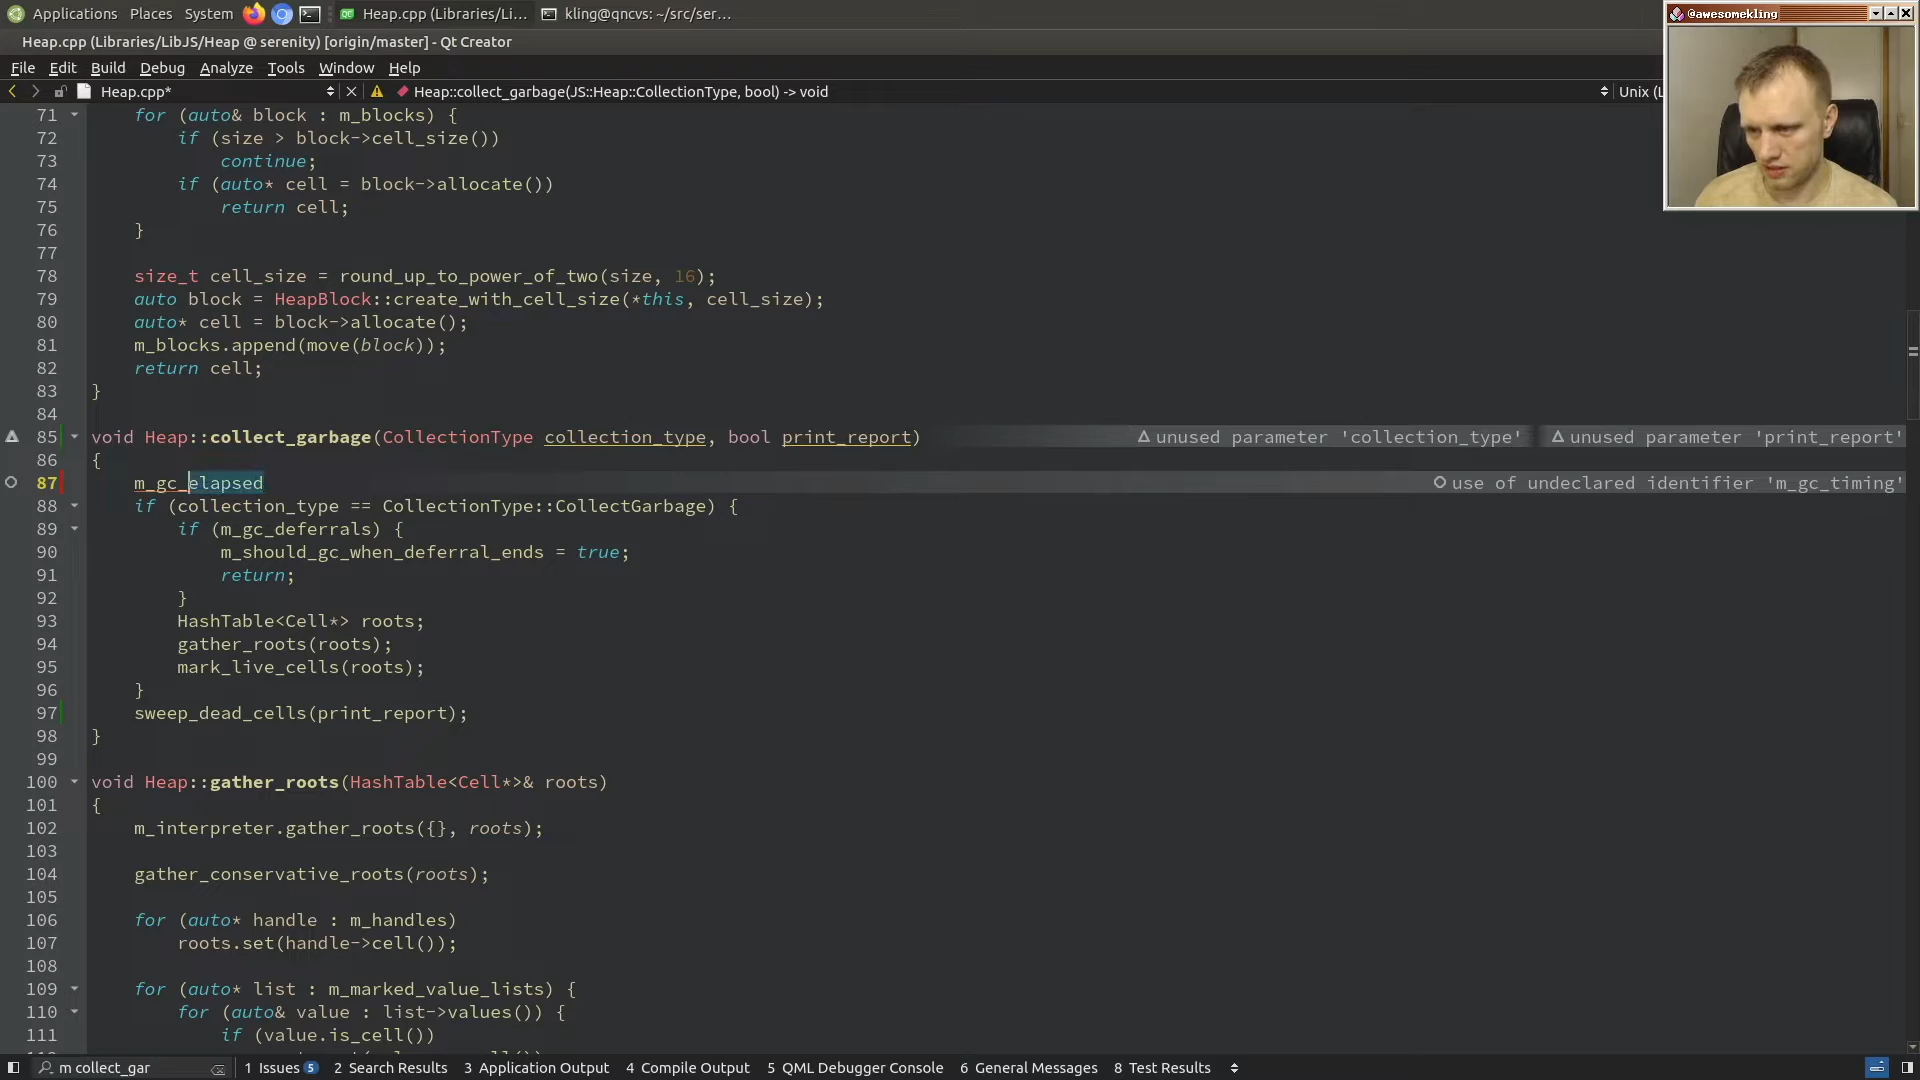 Applications Places System Heap.cpp (Libraries/Li... kling@qncvs: ~/src/ser...
@awesomekling
Heap.cpp (Libraries/LibJS/Heap @ serenity) [origin/master] - Qt Creator
File Edit Build Debug Analyze Tools Window Help
Heap.cpp* Heap::collect_garbage(JS::Heap::CollectionType, bool) -> void Unix (L
71 for (auto& block : m_blocks) {
72 if (size > block->cell_size())
73 continue;
74 if (auto* cell = block->allocate())
75 return cell;
76 }
77
78 size_t cell_size = round_up_to_power_of_two(size, 16);
79 auto block = HeapBlock::create_with_cell_size(*this, cell_size);
80 auto* cell = block->allocate();
81 m_blocks.append(move(block));
82 return cell;
83 }
84
85 void Heap::collect_garbage(CollectionType collection_type, bool print_report) unused parameter 'collection_type' unused parameter 'print_report'
86 {
87 m_gc_elapsed use of undeclared identifier 'm_gc_timing'
88 if (collection_type == CollectionType::CollectGarbage) {
89 if (m_gc_deferrals) {
90 m_should_gc_when_deferral_ends = true;
91 return;
92 }
93 HashTable<Cell*> roots;
94 gather_roots(roots);
95 mark_live_cells(roots);
96 }
97 sweep_dead_cells(print_report);
98 }
99
100 void Heap::gather_roots(HashTable<Cell*>& roots)
101 {
102 m_interpreter.gather_roots({}, roots);
103
104 gather_conservative_roots(roots);
105
106 for (auto* handle : m_handles)
107 roots.set(handle->cell());
108
109 for (auto* list : m_marked_value_lists) {
110 for (auto& value : list->values()) {
111 if (value.is_cell())
m collect_gar 1 Issues 5 2 Search Results 3 Application Output 4 Compile Output 5 QML Debugger Console 6 General Messages 8 Test Results